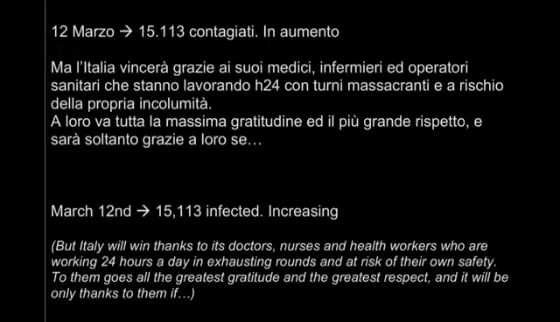 12 Marzo → 15.113 contagiati. In aumento
Ma l'Italia vincerà grazie ai suoi medici, infermieri ed operatori
sanitari che stanno lavorando h24 con turni massacranti e a rischio
della propria incolumità.
A loro va tutta la massima gratitudine ed il più grande rispetto, e
sarà soltanto grazie a loro se…
March 12nd → 15,113 infected. Increasing
(But Italy will win thanks to its doctors, nurses and health workers who are
working 24 hours a day in exhausting rounds and at risk of their own safety.
To them goes all the greatest gratitude and the greatest respect, and it will be
only thanks to them if…)